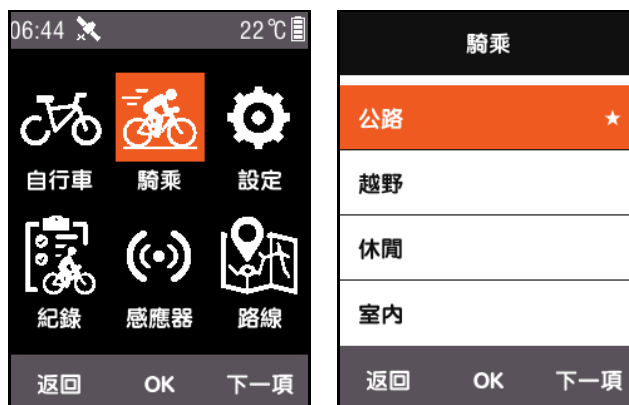 06:44 22℃
自行車 騎乘 設定
紀錄 感應器 路線
返回 OK 下一項
騎乘
公路 ★
越野
休閒
室內
返回 OK 下一項